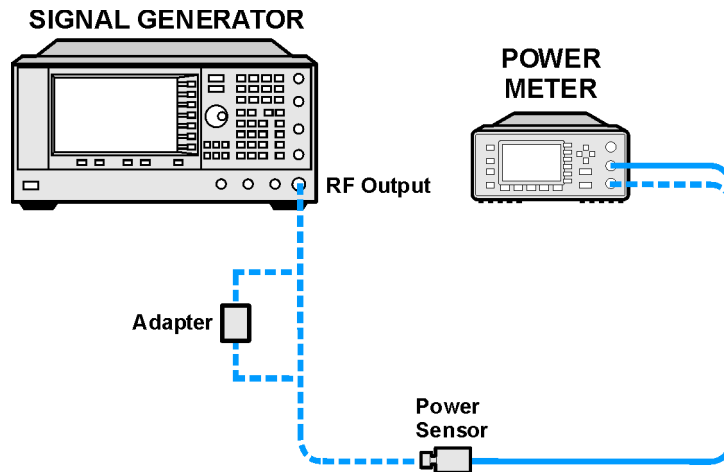 SIGNAL GENERATOR
POWER
METER
RF Output
Adapter
Power
Sensor